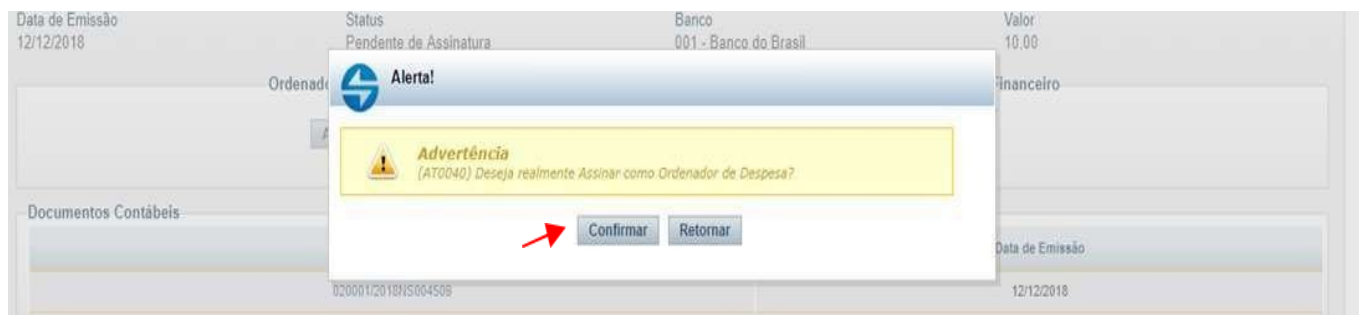 Data de Emissão Status Banco Valor
12/12/2018 Pendente de Assinatura 001 - Banco do Brasil 10,00
Alerta!
Financeiro
Advertência
(AT0040) Deseja realmente Assinar como Ordenador de Despesa?
Documentos Contábeis
Confirmar Retornar
Data de Emissão
020001/2018NS004509 12/12/2018